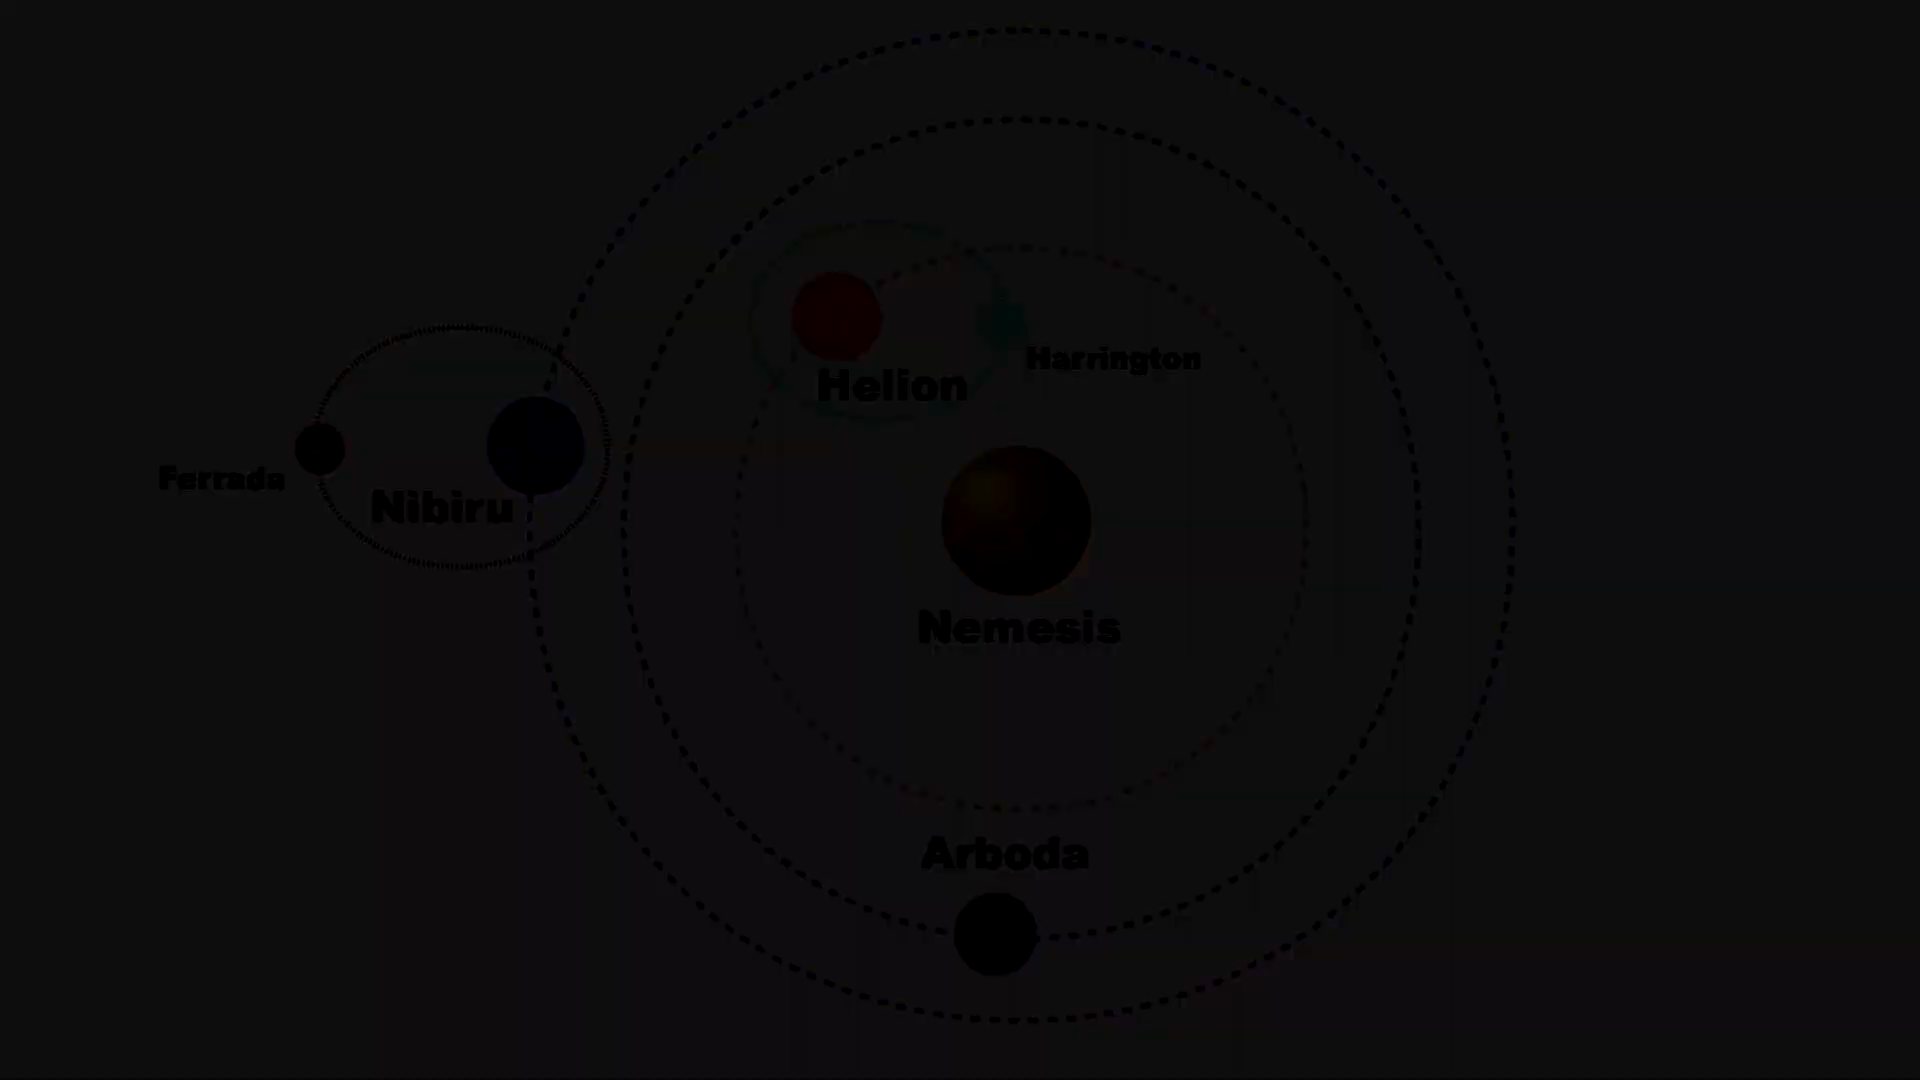 Harrington
Helion
Ferrada
Nibiru
Nemesis
Arboda